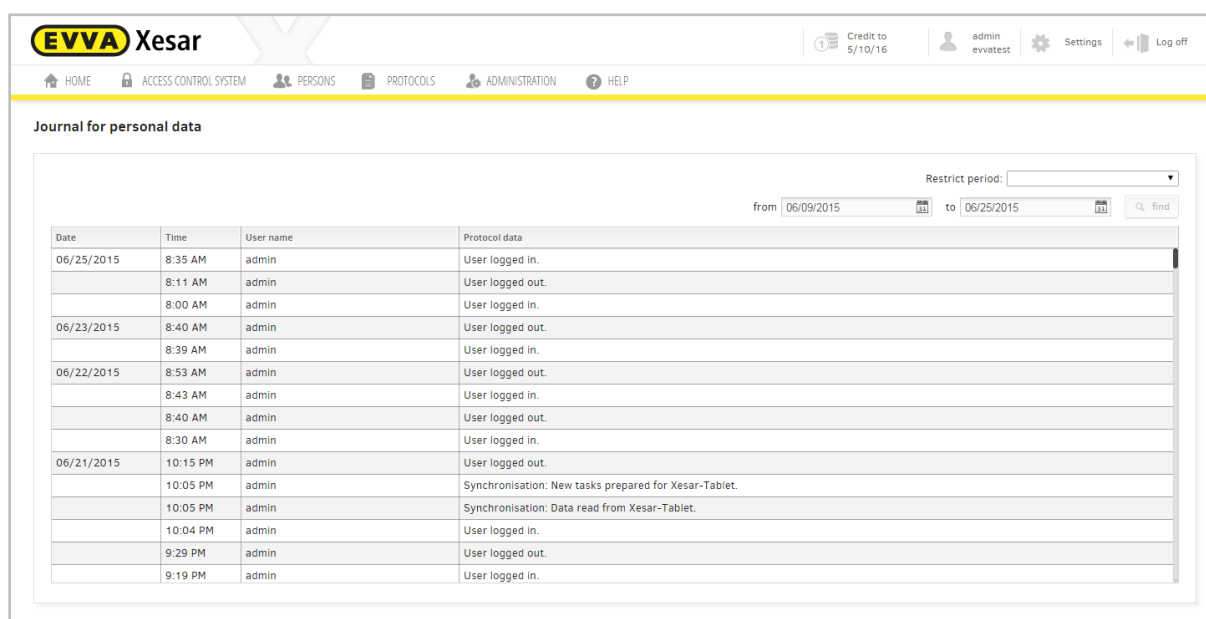 EVVA Xesar
1 Credit to 5/10/16 admin evvatest Settings Log off
HOME ACCESS CONTROL SYSTEM PERSONS PROTOCOLS ADMINISTRATION ? HELP
Journal for personal data
Restrict period:
from 06/09/2015 31 to 06/25/2015 31 find
Date Time User name Protocol data
06/25/2015 8:35 AM admin User logged in.
8:11 AM admin User logged out.
8:00 AM admin User logged in.
06/23/2015 8:40 AM admin User logged out.
8:39 AM admin User logged in.
06/22/2015 8:53 AM admin User logged out.
8:43 AM admin User logged in.
8:40 AM admin User logged out.
8:30 AM admin User logged in.
06/21/2015 10:15 PM admin User logged out.
10:05 PM admin Synchronisation: New tasks prepared for Xesar-Tablet.
10:05 PM admin Synchronisation: Data read from Xesar-Tablet.
10:04 PM admin User logged in.
9:29 PM admin User logged out.
9:19 PM admin User logged in.